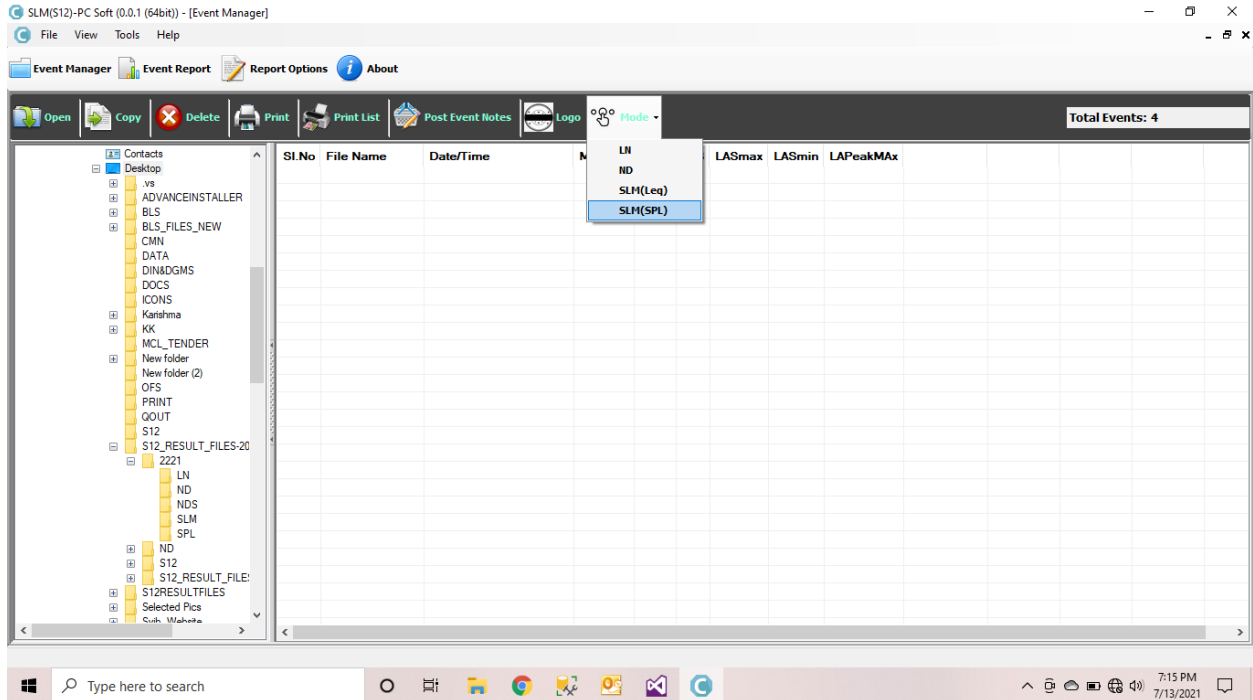 SLM(S12)-PC Soft (0.0.1 (64bit)) - [Event Manager]
File View Tools Help
Event Manager Event Report Report Options About
Open Copy Delete Print Print List Post Event Notes Logo Mode Total Events: 4
LN
ND
SLM(Leq)
SLM(SPL)
Sl.No File Name Date/Time LASmax LASmin LAPeakMAx
Contacts
Desktop
.vs
ADVANCEINSTALLER
BLS
BLS_FILES_NEW
CMN
DATA
DIN&DGMS
DOCS
ICONS
Karishma
KK
MCL_TENDER
New folder
New folder (2)
OFS
PRINT
QOUT
S12
S12_RESULT_FILES-20
2221
LN
ND
NDS
SLM
SPL
ND
S12
S12_RESULT_FILE
S12RESULTFILES
Selected Pics
Type here to search
7:15 PM
7/13/2021